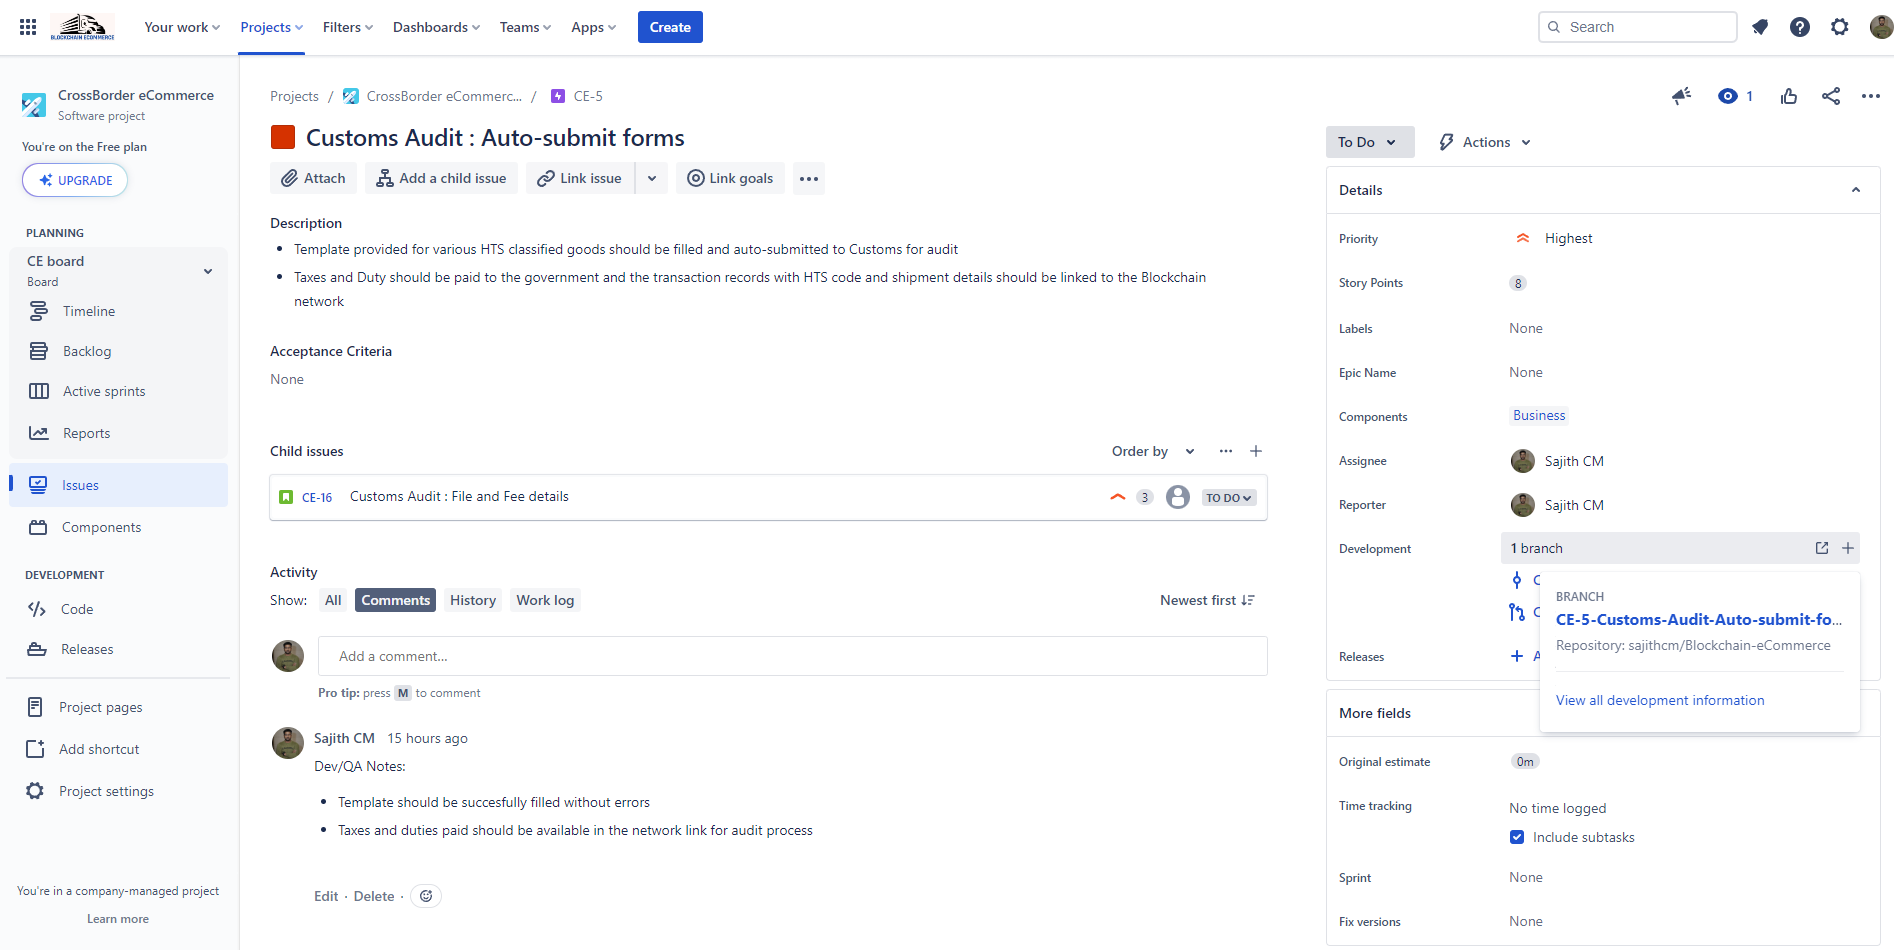 BLOCKCHAIN ECOMMERCE
Your work
Projects
Filters
Dashboards
Teams
Apps
Create
Search
CrossBorder eCommerce
Software project
You're on the Free plan
UPGRADE
PLANNING
CE board
Board
Timeline
Backlog
Active sprints
Reports
Issues
Components
DEVELOPMENT
Code
Releases
Project pages
Add shortcut
Project settings
You're in a company-managed project
Learn more
Projects / CrossBorder eCommerc... / CE-5
1
Customs Audit : Auto-submit forms
Attach
Add a child issue
Link issue
Link goals
Description
Template provided for various HTS classified goods should be filled and auto-submitted to Customs for audit
Taxes and Duty should be paid to the government and the transaction records with HTS code and shipment details should be linked to the Blockchain
network
Acceptance Criteria
None
Child issues
Order by
CE-16 Customs Audit : File and Fee details 3 TO DO
Activity
Show: All Comments History Work log
Newest first
Add a comment...
Pro tip: press M to comment
Sajith CM 15 hours ago
Dev/QA Notes:
Template should be succesfully filled without errors
Taxes and duties paid should be available in the network link for audit process
Edit · Delete ·
To Do
Actions
Details
Priority Highest
Story Points 8
Labels None
Epic Name None
Components Business
Assignee Sajith CM
Reporter Sajith CM
Development 1 branch
BRANCH
CE-5-Customs-Audit-Auto-submit-fo...
Repository: sajithcm/Blockchain-eCommerce
View all development information
Releases
More fields
Original estimate 0m
Time tracking No time logged
Include subtasks
Sprint None
Fix versions None